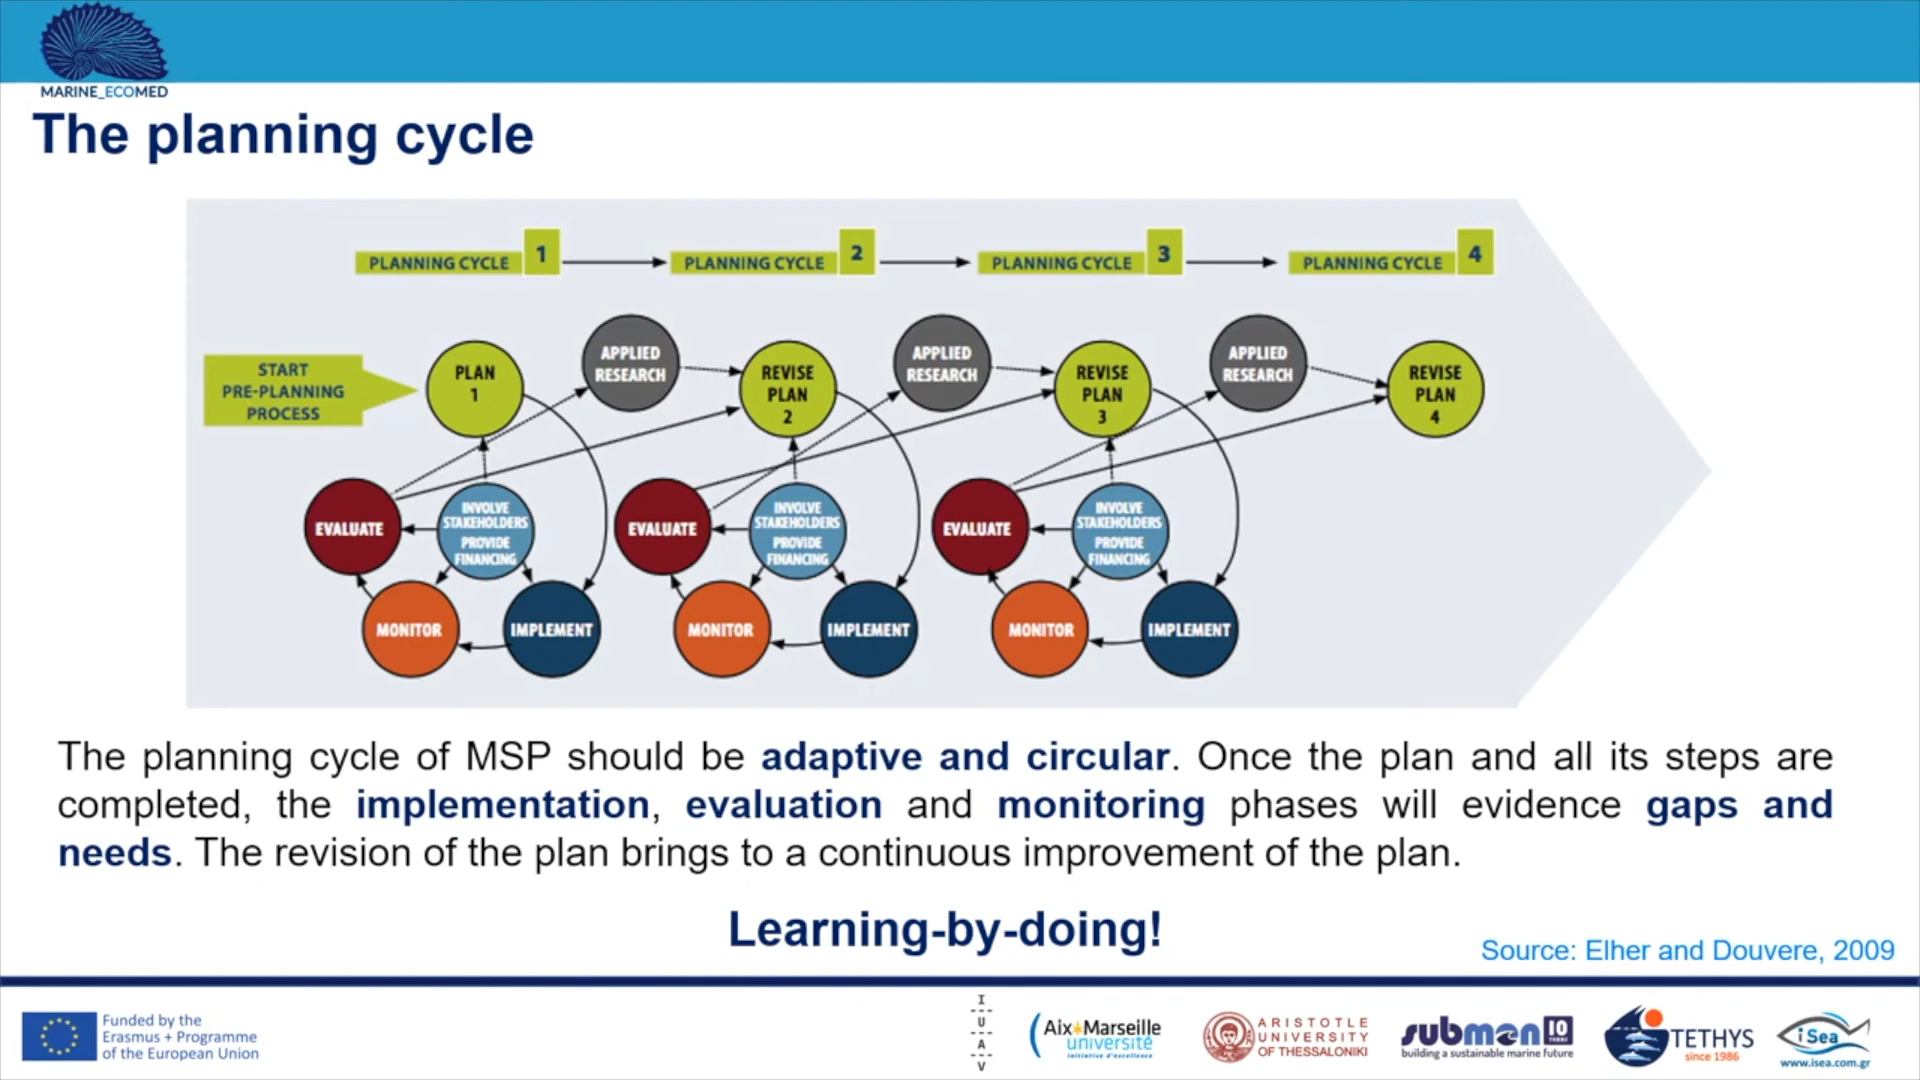 MARINE_ECOMED
The planning cycle
PLANNING CYCLE 1
PLANNING CYCLE 2
PLANNING CYCLE 3
PLANNING CYCLE 4
START
PRE-PLANNING
PROCESS
PLAN
1
APPLIED
RESEARCH
REVISE
PLAN
2
APPLIED
RESEARCH
REVISE
PLAN
3
APPLIED
RESEARCH
REVISE
PLAN
4
EVALUATE
INVOLVE
STAKEHOLDERS
PROVIDE
FINANCING
MONITOR
IMPLEMENT
EVALUATE
INVOLVE
STAKEHOLDERS
PROVIDE
FINANCING
MONITOR
IMPLEMENT
EVALUATE
INVOLVE
STAKEHOLDERS
PROVIDE
FINANCING
MONITOR
IMPLEMENT
The planning cycle of MSP should be adaptive and circular. Once the plan and all its steps are
completed, the implementation, evaluation and monitoring phases will evidence gaps and
needs. The revision of the plan brings to a continuous improvement of the plan.
Learning-by-doing!
Source: Elher and Douvere, 2009
Funded by the
Erasmus + Programme
of the European Union
I
U
A
V
Aix*Marseille
université
initiative d'excellence
ARISTOTLE
UNIVERSITY
OF THESSALONIKI
submon 10
YEARS
building a sustainable marine future
TETHYS
since 1986
iSea
www.isea.com.gr